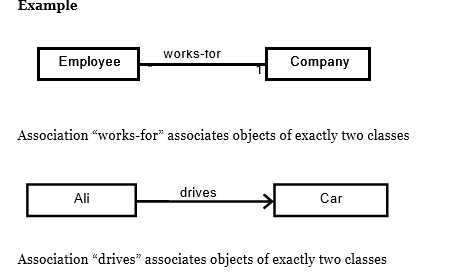 Example
works-for
Employee
Company
1
Association “works-for” associates objects of exactly two classes
drives
Ali
Car
Association “drives” associates objects of exactly two classes